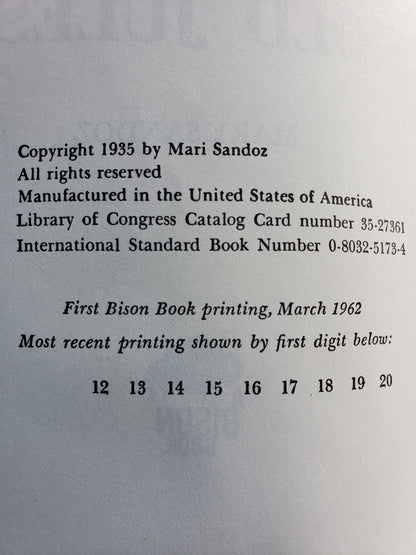 Copyright 1935 by Mari Sandoz
All rights reserved
Manufactured in the United States of America
Library of Congress Catalog Card number 35-27361
International Standard Book Number 0-8032-5173-4
First Bison Book printing, March 1962
Most recent printing shown by first digit below:
12 13 14 15 16 17 18 19 20